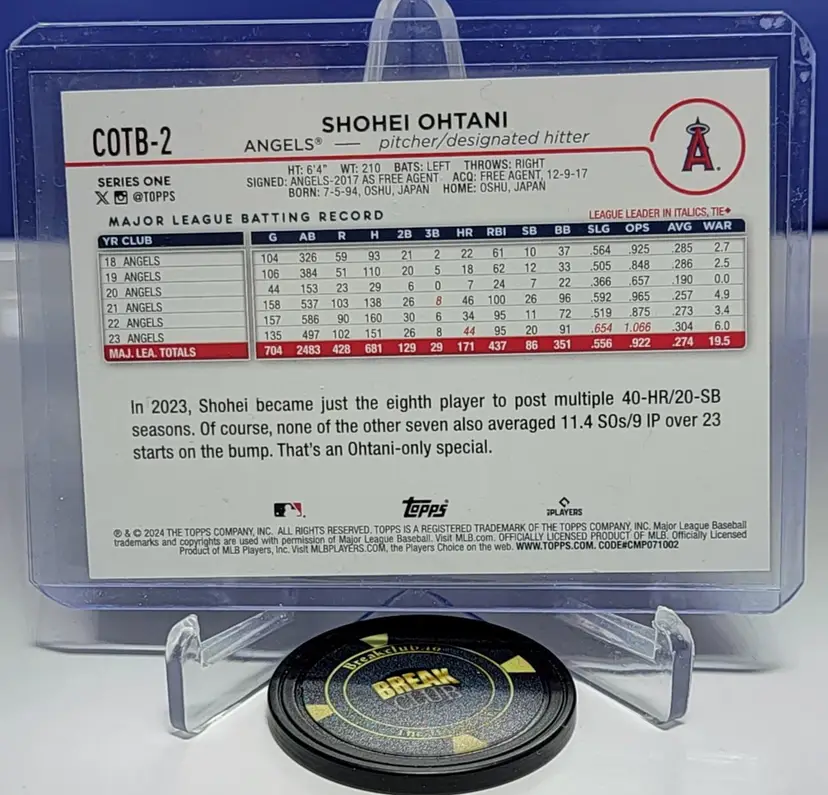 COTB-2
SHOHEI OHTANI
ANGELS® — pitcher/designated hitter
A
SERIES ONE
@TOPPS
HT: 6'4" WT: 210 BATS: LEFT THROWS: RIGHT
SIGNED: ANGELS-2017 AS FREE AGENT ACQ: FREE AGENT, 12-9-17
BORN: 7-5-94, OSHU, JAPAN HOME: OSHU, JAPAN
MAJOR LEAGUE BATTING RECORD
LEAGUE LEADER IN ITALICS, TIE♦
YR CLUB G AB R H 2B 3B HR RBI SB BB SLG OPS AVG WAR
18 ANGELS 104 326 59 93 21 2 22 61 10 37 .564 .925 .285 2.7
19 ANGELS 106 384 51 110 20 5 18 62 12 33 .505 .848 .286 2.5
20 ANGELS 44 153 23 29 6 0 7 24 7 22 .366 .657 .190 0.0
21 ANGELS 158 537 103 138 26 8 46 100 26 96 .592 .965 .257 4.9
22 ANGELS 157 586 90 160 30 6 34 95 11 72 .519 .875 .273 3.4
23 ANGELS 135 497 102 151 26 8 44 95 20 91 .654 1.066 .304 6.0
MAJ. LEA. TOTALS 704 2483 428 681 129 29 171 437 86 351 .556 .922 .274 19.5
In 2023, Shohei became just the eighth player to post multiple 40-HR/20-SB
seasons. Of course, none of the other seven also averaged 11.4 SOs/9 IP over 23
starts on the bump. That's an Ohtani-only special.
Topps
PLAYERS
® & © 2024 THE TOPPS COMPANY, INC. ALL RIGHTS RESERVED. TOPPS IS A REGISTERED TRADEMARK OF THE TOPPS COMPANY, INC. Major League Baseball
trademarks and copyrights are used with permission of Major League Baseball. Visit MLB.com. OFFICIALLY LICENSED PRODUCT OF MLB. Officially Licensed
Product of MLB Players, Inc. Visit MLBPLAYERS.COM, the Players Choice on the web. WWW.TOPPS.COM. CODE#CMP071002
Breakclub.io
BREAK
CLUB